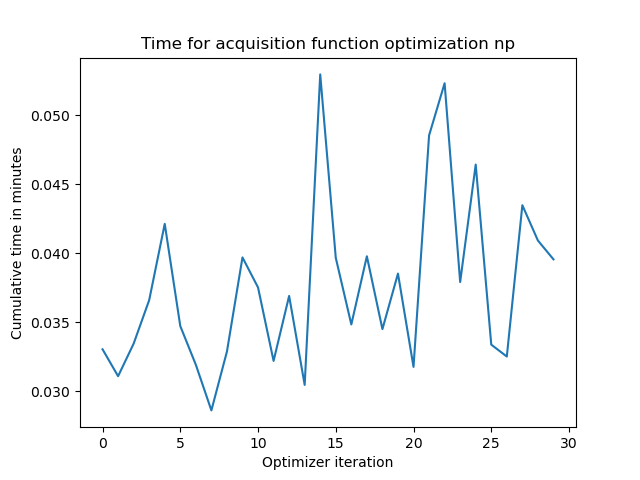 Time for acquisition function optimization np
Cumulative time in minutes
0.050
0.045
0.040
0.035
0.030
0 5 10 15 20 25 30
Optimizer iteration